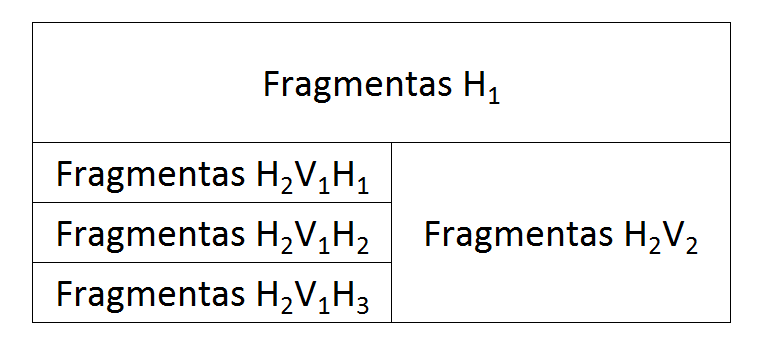 Fragmentas H₁
Fragmentas H₂V₁H₁
Fragmentas H₂V₁H₂
Fragmentas H₂V₁H₃
Fragmentas H₂V₂